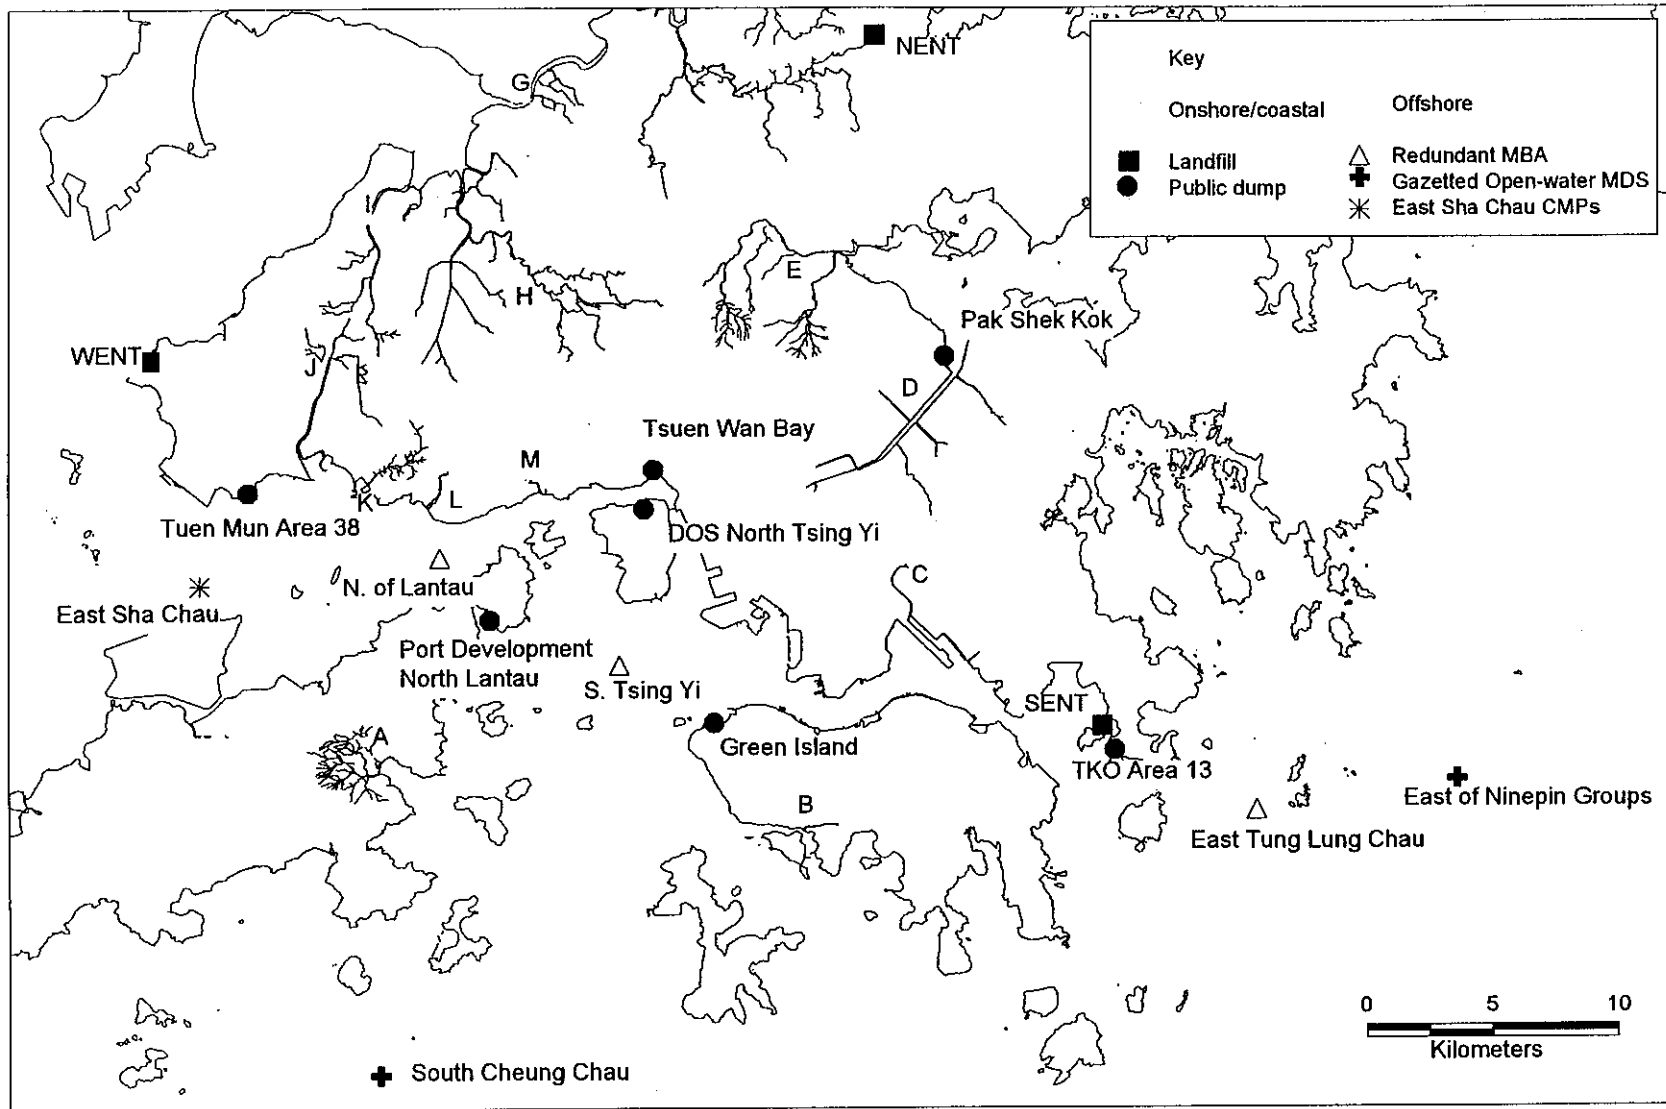 NENT
Key
Onshore/coastal
Offshore
Landfill
Public dump
Redundant MBA
Gazetted Open-water MDS
East Sha Chau CMPs
G
I
E
H
Pak Shek Kok
WENT
J
D
Tsuen Wan Bay
M
K
L
Tuen Mun Area 38
DOS North Tsing Yi
C
N. of Lantau
East Sha Chau
Port Development
North Lantau
S. Tsing Yi
SENT
A
Green Island
TKO Area 13
B
East of Ninepin Groups
East Tung Lung Chau
0 5 10
Kilometers
South Cheung Chau